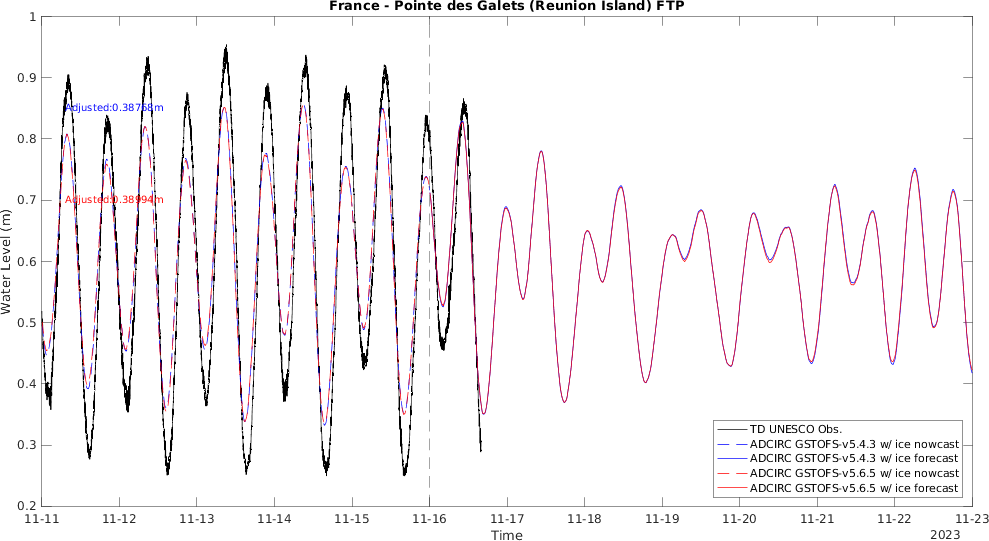 France - Pointe des Galets (Reunion Island) FTP
Water Level (m)
1
0.9
0.8
0.7
0.6
0.5
0.4
0.3
0.2
Adjusted:0.38768m
Adjusted:0.38994m
TD UNESCO Obs.
ADCIRC GSTOFS-v5.4.3 w/ ice nowcast
ADCIRC GSTOFS-v5.4.3 w/ ice forecast
ADCIRC GSTOFS-v5.6.5 w/ ice nowcast
ADCIRC GSTOFS-v5.6.5 w/ ice forecast
11-11 11-12 11-13 11-14 11-15 11-16 11-17 11-18 11-19 11-20 11-21 11-22 11-23
Time
2023